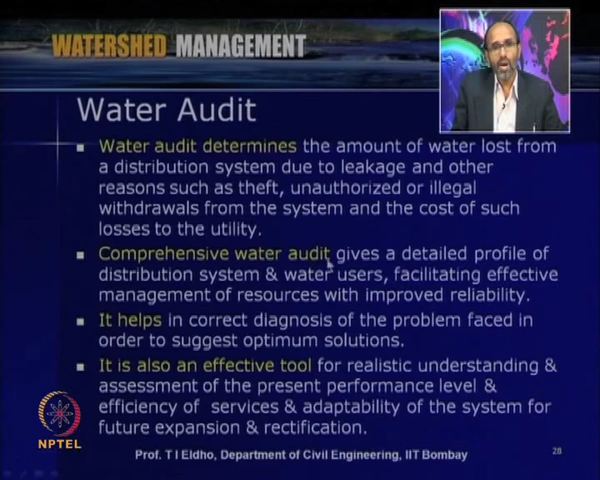 WATERSHED MANAGEMENT
Water Audit
Water audit determines the amount of water lost from
a distribution system due to leakage and other
reasons such as theft, unauthorized or illegal
withdrawals from the system and the cost of such
losses to the utility.
Comprehensive water audit gives a detailed profile of
distribution system & water users, facilitating effective
management of resources with improved reliability.
It helps in correct diagnosis of the problem faced in
order to suggest optimum solutions.
It is also an effective tool for realistic understanding &
assessment of the present performance level &
efficiency of services & adaptability of the system for
future expansion & rectification.
NPTEL
Prof. T I Eldho, Department of Civil Engineering, IIT Bombay
28